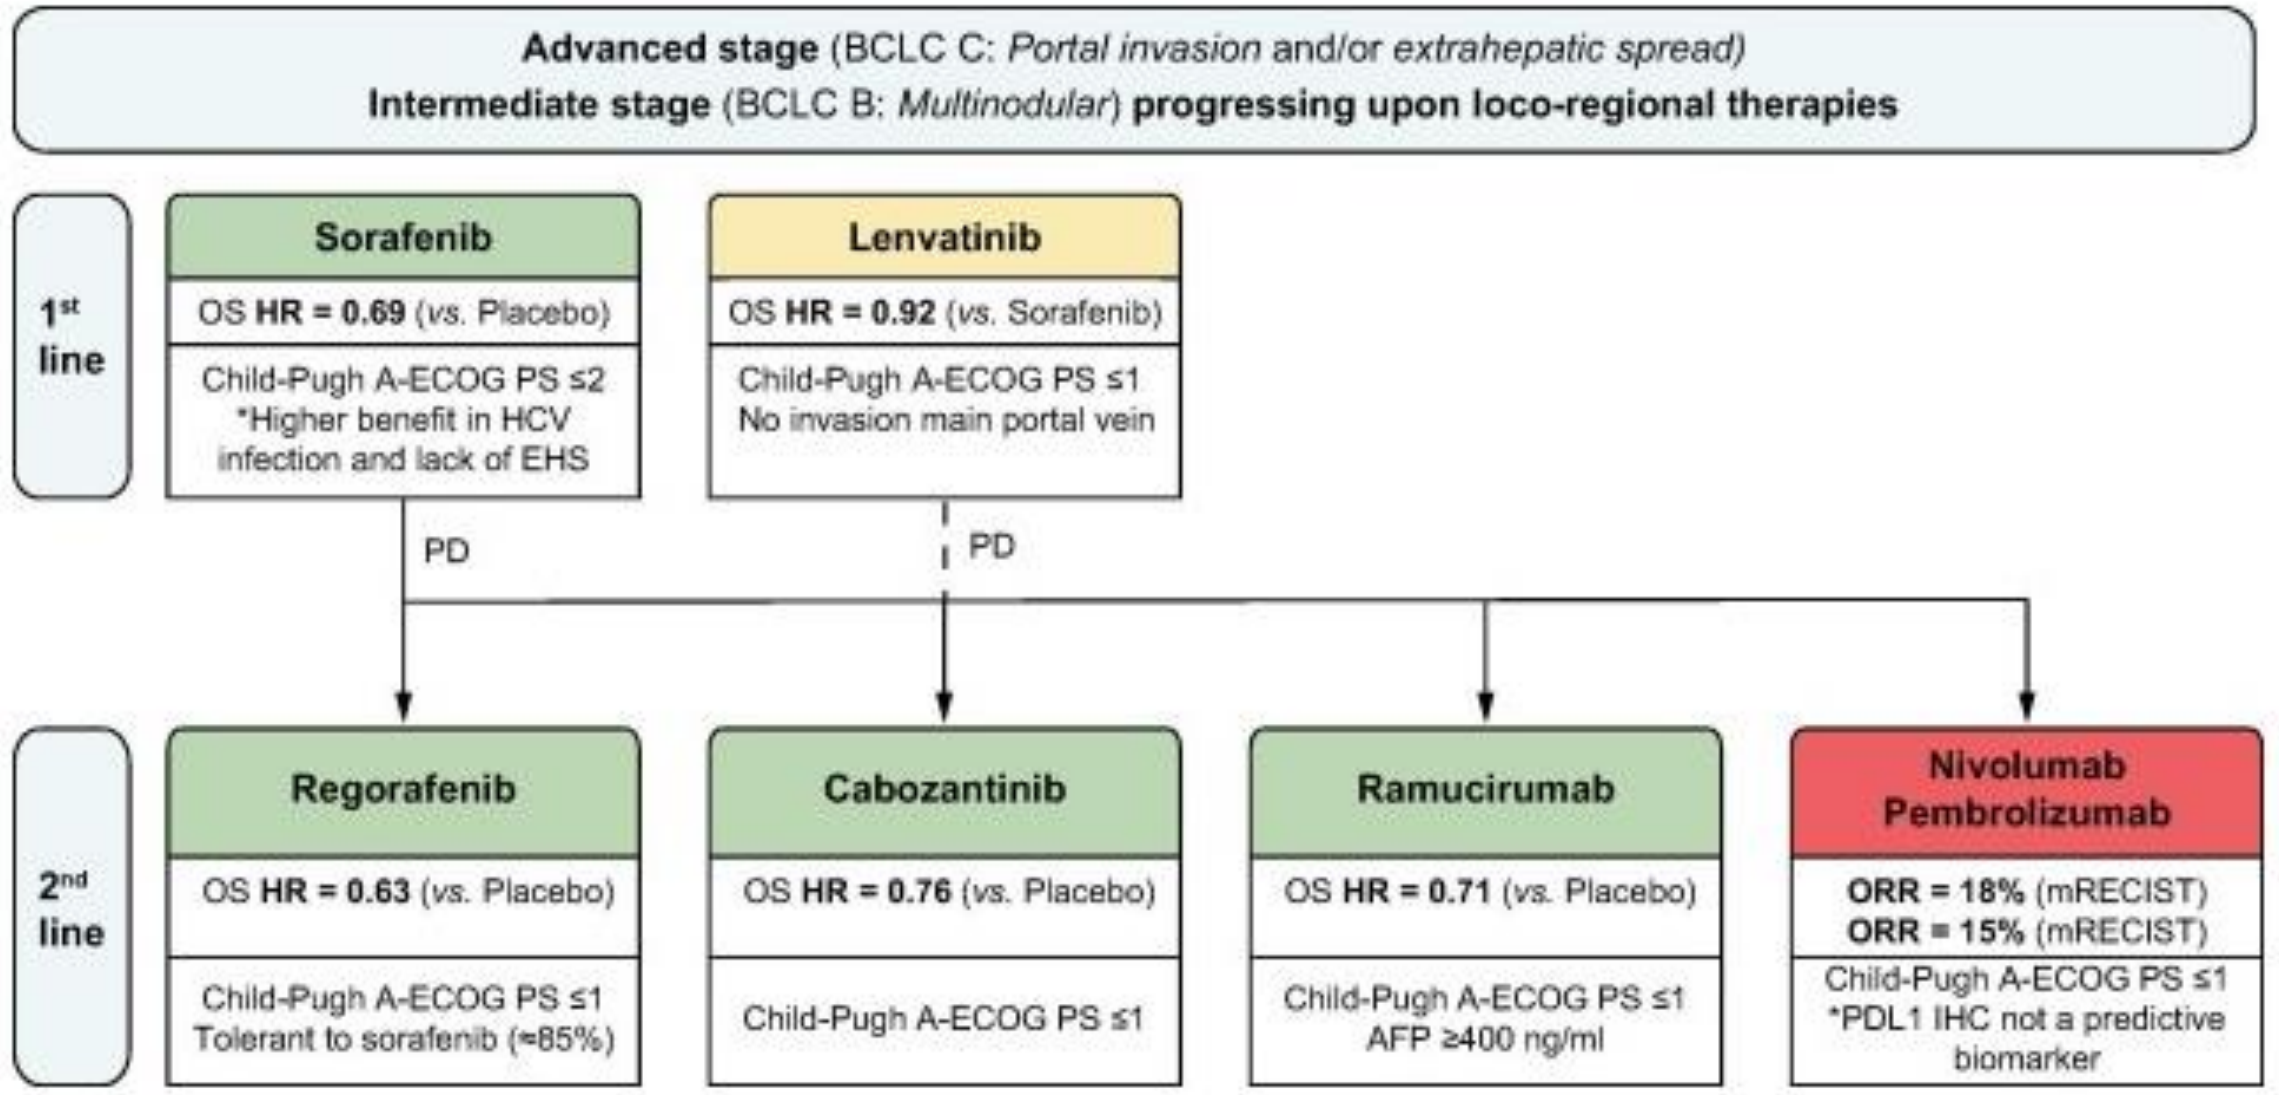 Advanced stage (BCLC C: Portal invasion and/or extrahepatic spread)
Intermediate stage (BCLC B: Multinodular) progressing upon loco-regional therapies
1st
line
Sorafenib
OS HR = 0.69 (vs. Placebo)
Child-Pugh A-ECOG PS ≤2
*Higher benefit in HCV
infection and lack of EHS
Lenvatinib
OS HR = 0.92 (vs. Sorafenib)
Child-Pugh A-ECOG PS ≤1
No invasion main portal vein
PD
PD
2nd
line
Regorafenib
OS HR = 0.63 (vs. Placebo)
Child-Pugh A-ECOG PS ≤1
Tolerant to sorafenib (≈85%)
Cabozantinib
OS HR = 0.76 (vs. Placebo)
Child-Pugh A-ECOG PS ≤1
Ramucirumab
OS HR = 0.71 (vs. Placebo)
Child-Pugh A-ECOG PS ≤1
AFP ≥400 ng/ml
Nivolumab
Pembrolizumab
ORR = 18% (mRECIST)
ORR = 15% (mRECIST)
Child-Pugh A-ECOG PS ≤1
*PDL1 IHC not a predictive
biomarker